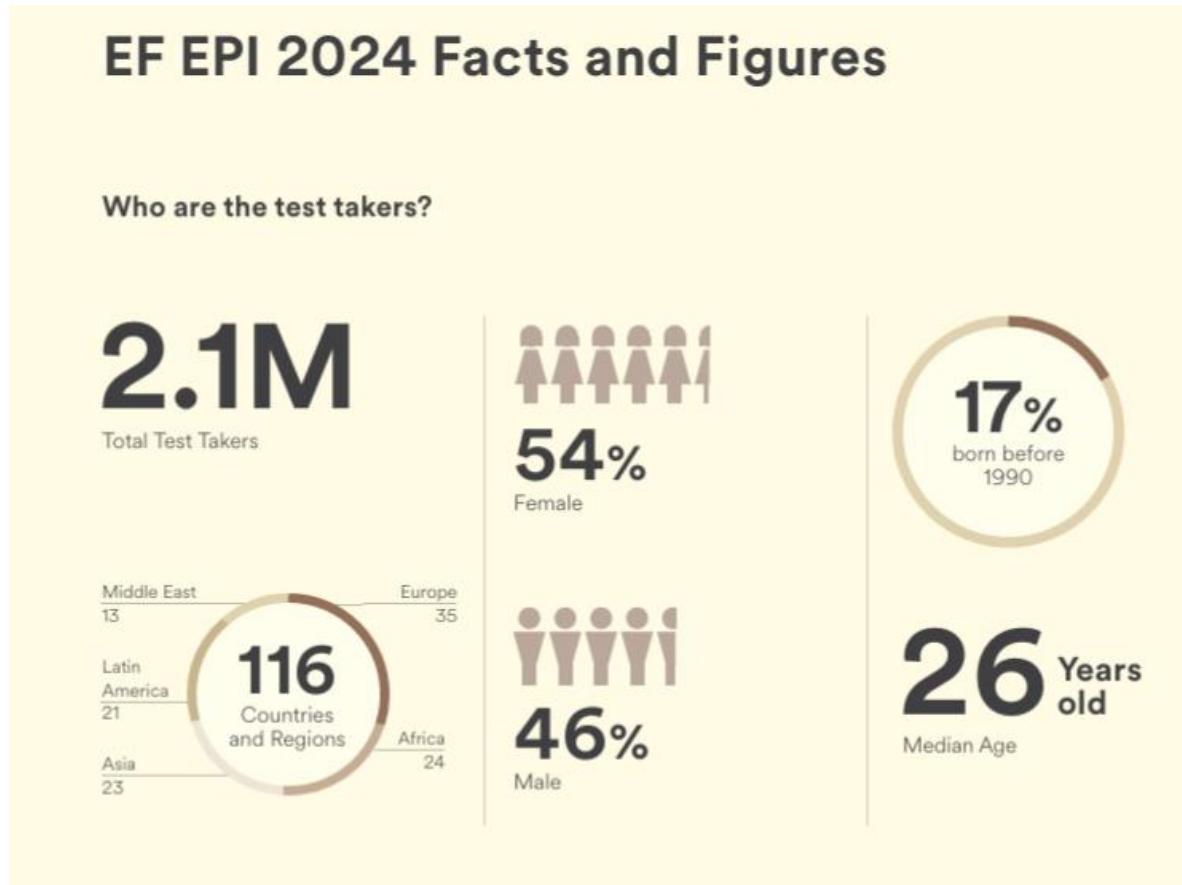 EF EPI 2024 Facts and Figures
Who are the test takers?
2.1M
Total Test Takers
Middle East
13
Latin
America
21
Asia
23
116
Countries
and Regions
Europe
35
Africa
24
54%
Female
46%
Male
17%
born before
1990
26 Years
old
Median Age